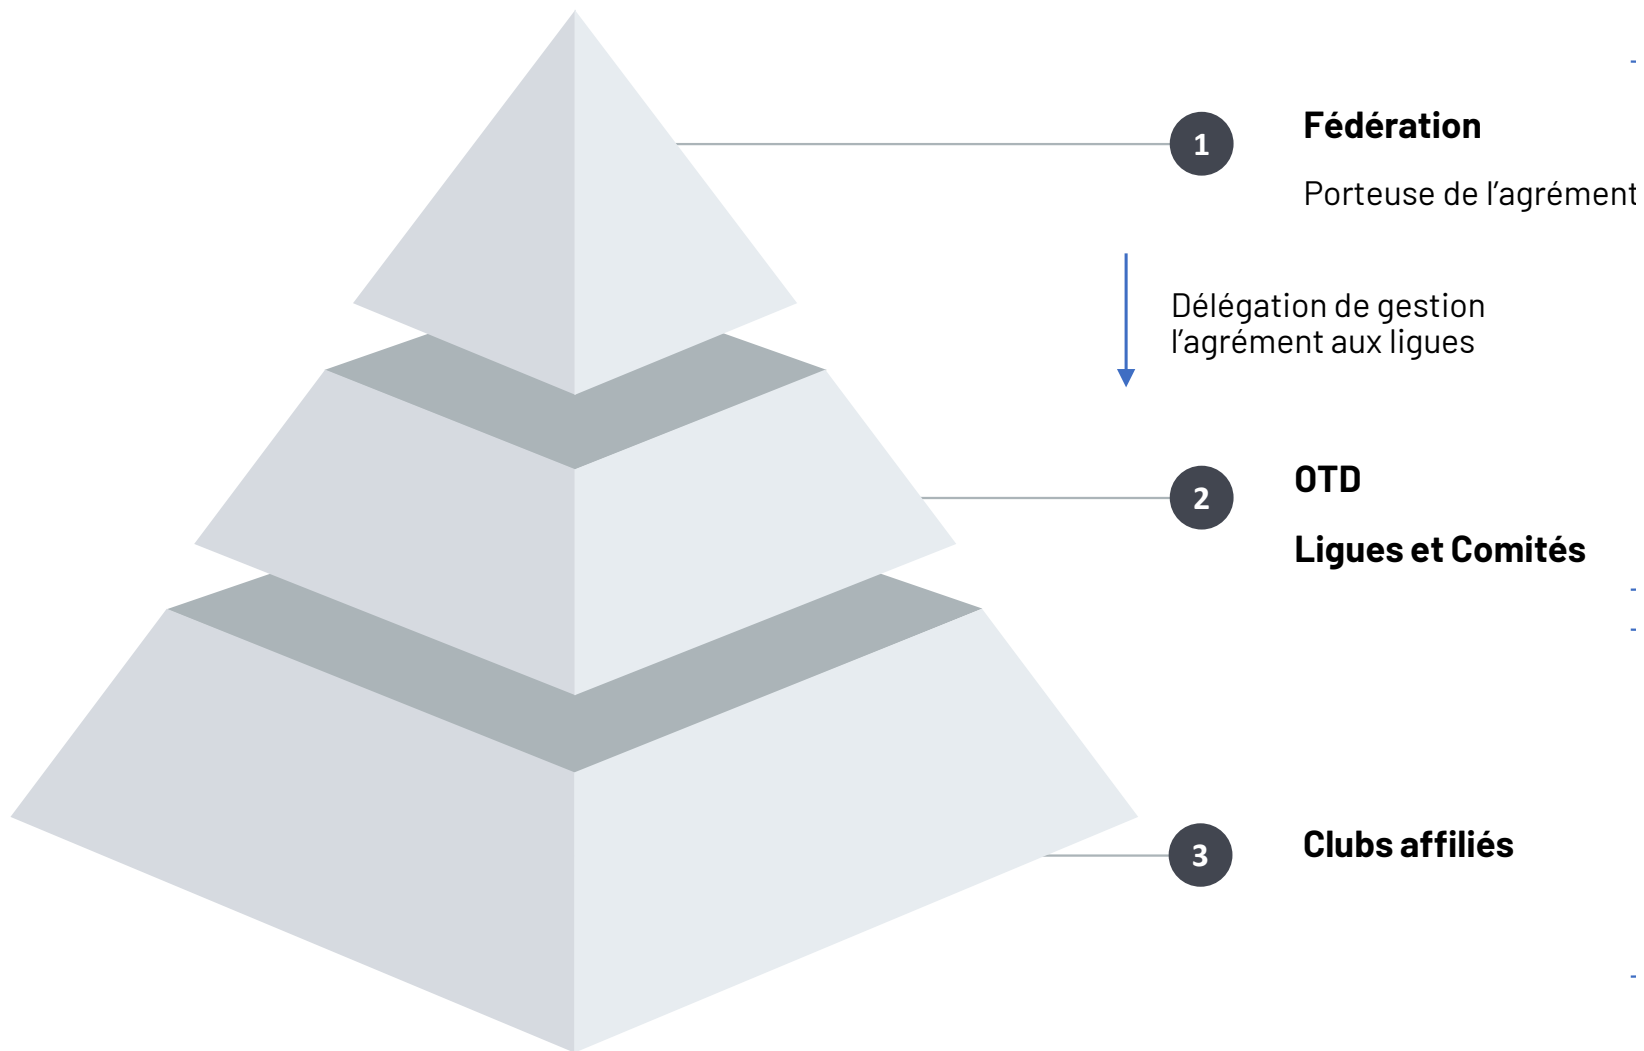 1
Fédération
Porteuse de l’agrément
Délégation de gestion
l’agrément aux ligues
2
OTD
Ligues et Comités
3
Clubs affiliés